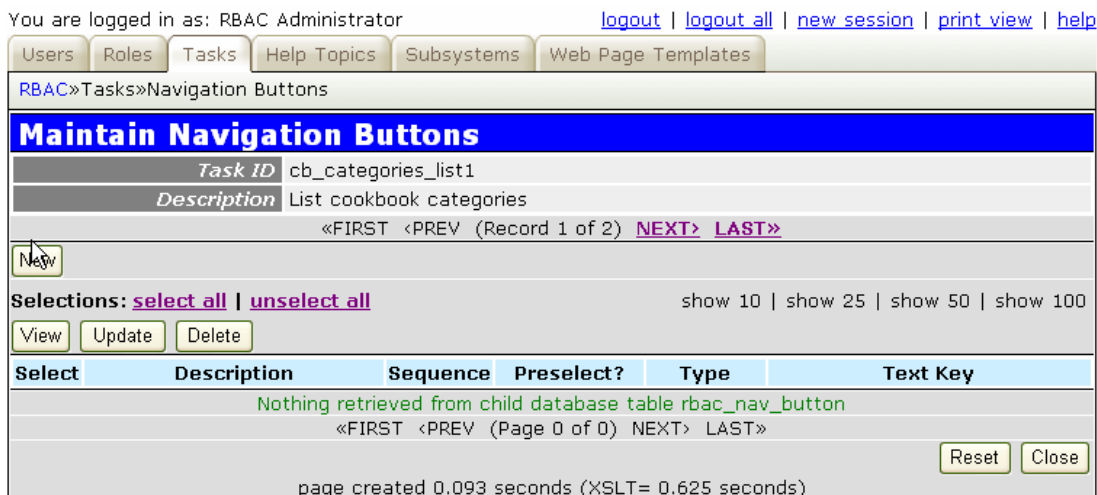 You are logged in as: RBAC Administrator logout | logout all | new session | print view | help
Users Roles Tasks Help Topics Subsystems Web Page Templates
RBAC»Tasks»Navigation Buttons
Maintain Navigation Buttons
Task ID cb_categories_list1
Description List cookbook categories
«FIRST ‹PREV (Record 1 of 2) NEXT› LAST»
New
Selections: select all | unselect all show 10 | show 25 | show 50 | show 100
View Update Delete
Select Description Sequence Preselect? Type Text Key
Nothing retrieved from child database table rbac_nav_button
«FIRST ‹PREV (Page 0 of 0) NEXT› LAST»
Reset Close
page created 0.093 seconds (XSLT= 0.625 seconds)